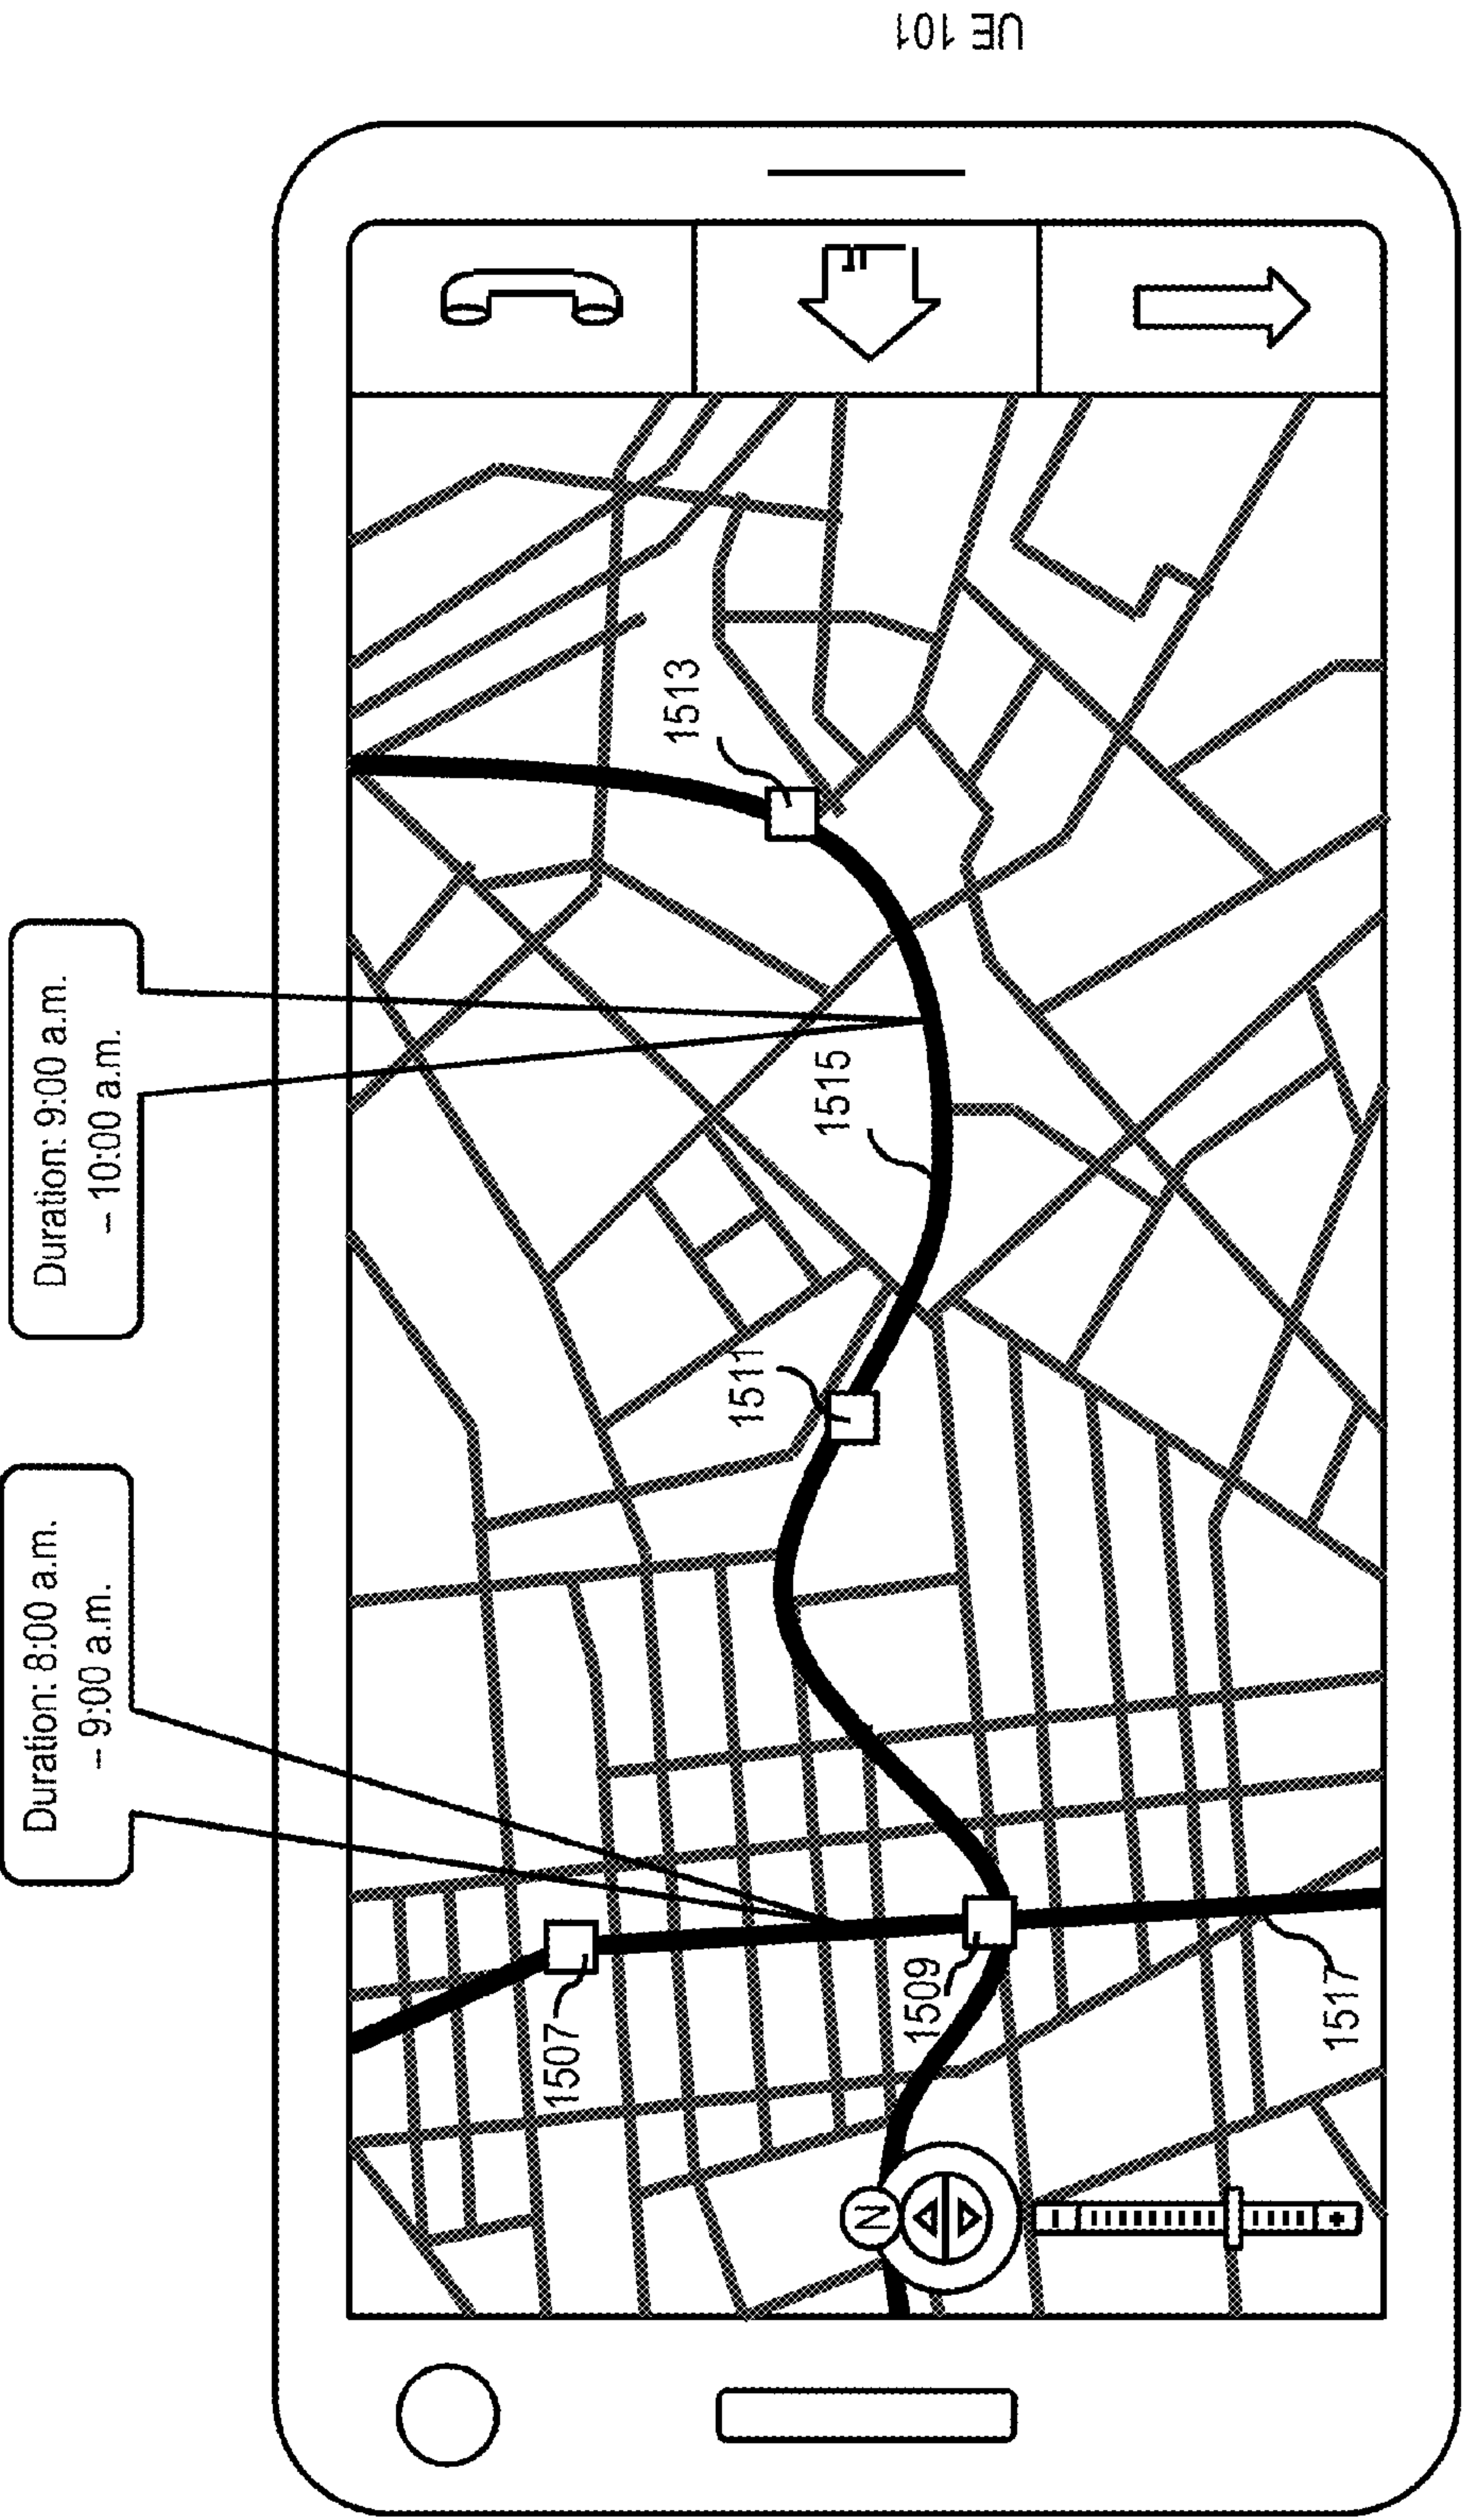 UE 101
Duration: 8:00 a.m.
– 9:00 a.m.
Duration: 9:00 a.m.
– 10:00 a.m.
1507
1509
1511
1513
1515
1517
N
–
+